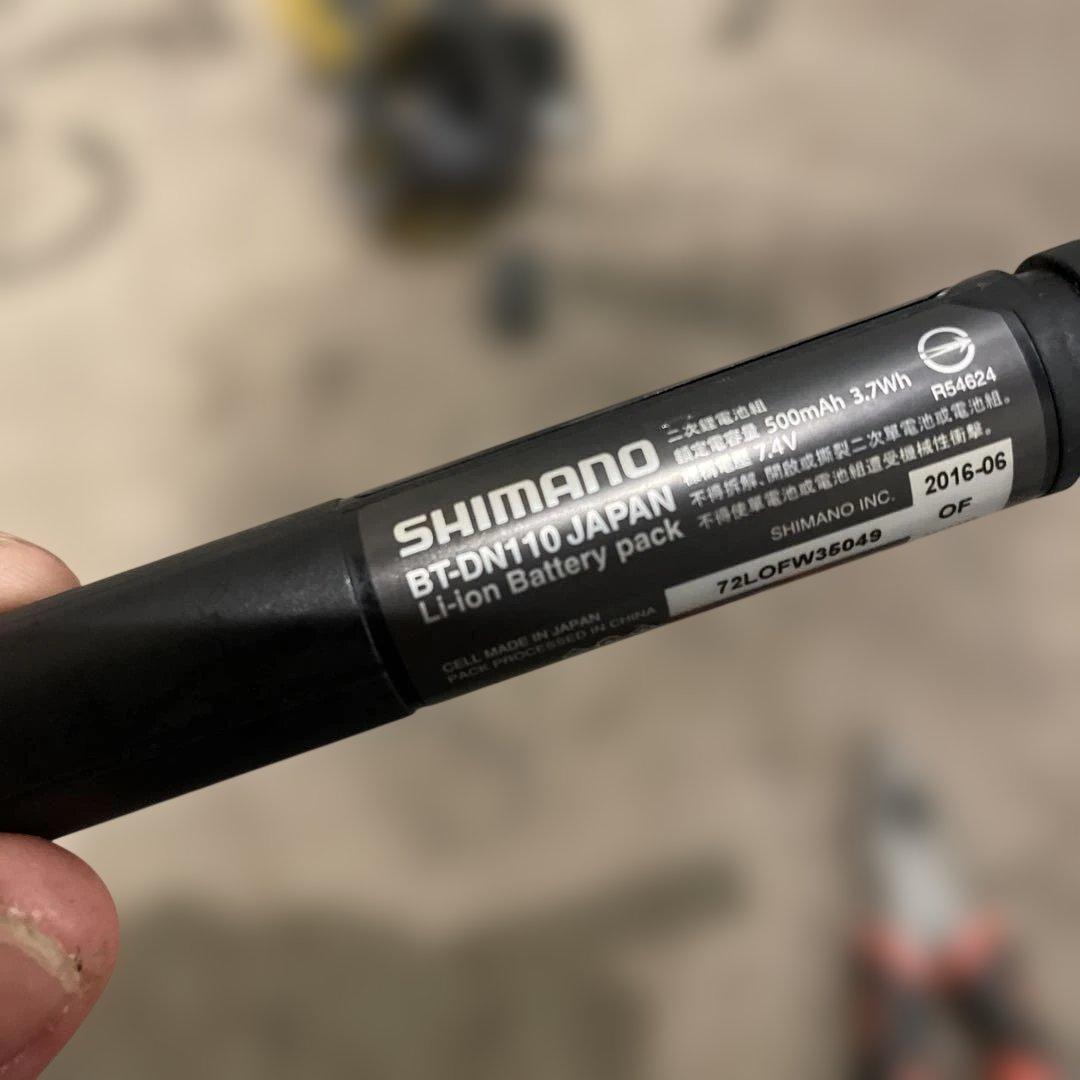 SHIMANO
BT-DN110 JAPAN
Li-ion Battery pack
CELL MADE IN JAPAN
PACK PROCESSED IN CHINA
二次鋰電池組
額定電容量 500mAh 3.7Wh
標稱電壓 7.4V
不得拆解、開啟或撕裂二次單電池或電池組。
不得使單電池或電池組遭受機械性衝擊。
R54624
SHIMANO INC.
2016-06
OF
72LOFW35049